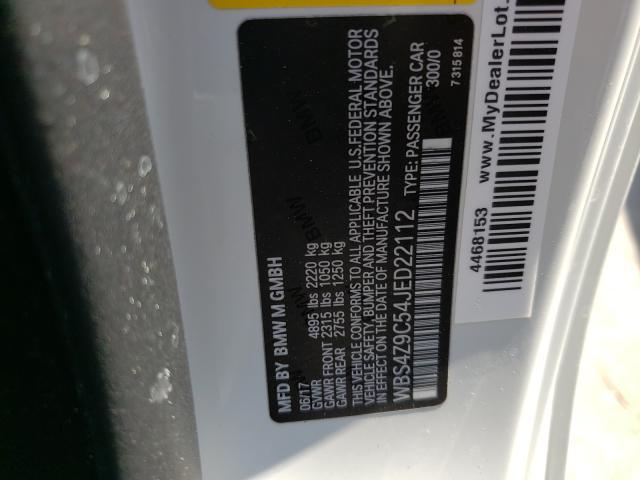 MFD BY BMW M GMBH
06/17
GVWR 4895 lbs 2220 kg
GAWR FRONT 2315 lbs 1050 kg
GAWR REAR 2755 lbs 1250 kg
THIS VEHICLE CONFORMS TO ALL APPLICABLE U.S.FEDERAL MOTOR
VEHICLE SAFETY, BUMPER AND THEFT PREVENTION STANDARDS
IN EFFECT ON THE DATE OF MANUFACTURE SHOWN ABOVE.
WBS4Z9C54JED22112 TYPE: PASSENGER CAR
300/0
7315814
4468153 www.MyDealerLot.